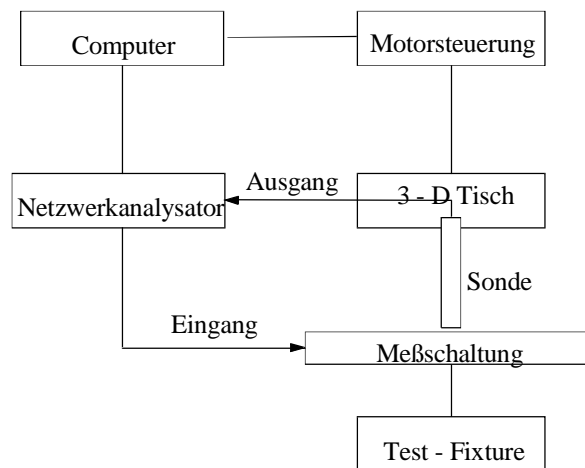 Computer
Motorsteuerung
Ausgang
3 - D Tisch
Netzwerkanalysator
Sonde
Eingang
Meßschaltung
Test - Fixture